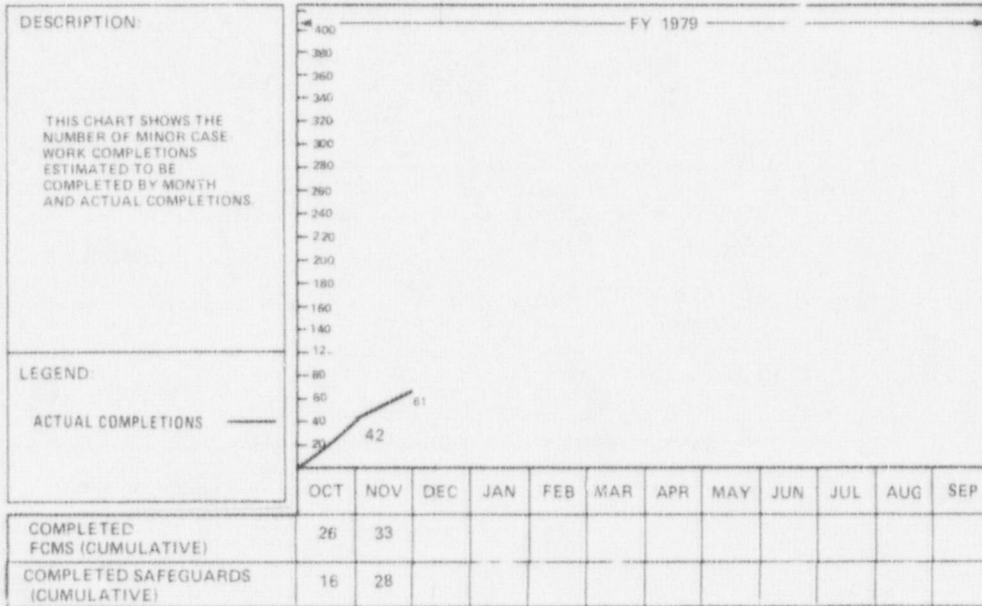 DESCRIPTION:
THIS CHART SHOWS THE
NUMBER OF MINOR CASE
WORK COMPLETIONS
ESTIMATED TO BE
COMPLETED BY MONTH
AND ACTUAL COMPLETIONS.
LEGEND:
ACTUAL COMPLETIONS
FY 1979
400
380
360
340
320
300
280
260
240
220
200
180
160
140
12
80
60
40
20
42
61
OCT NOV DEC JAN FEB MAR APR MAY JUN JUL AUG SEP
COMPLETED
FCMS (CUMULATIVE) 26 33
COMPLETED SAFEGUARDS
(CUMULATIVE) 16 28